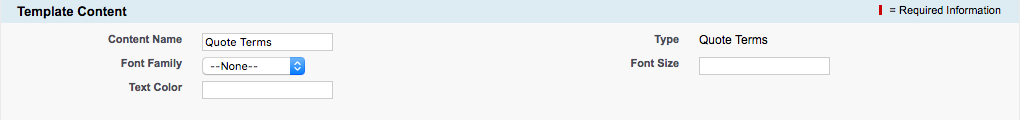 Template Content
= Required Information
Content Name Quote Terms Type Quote Terms
Font Family --None-- Font Size
Text Color